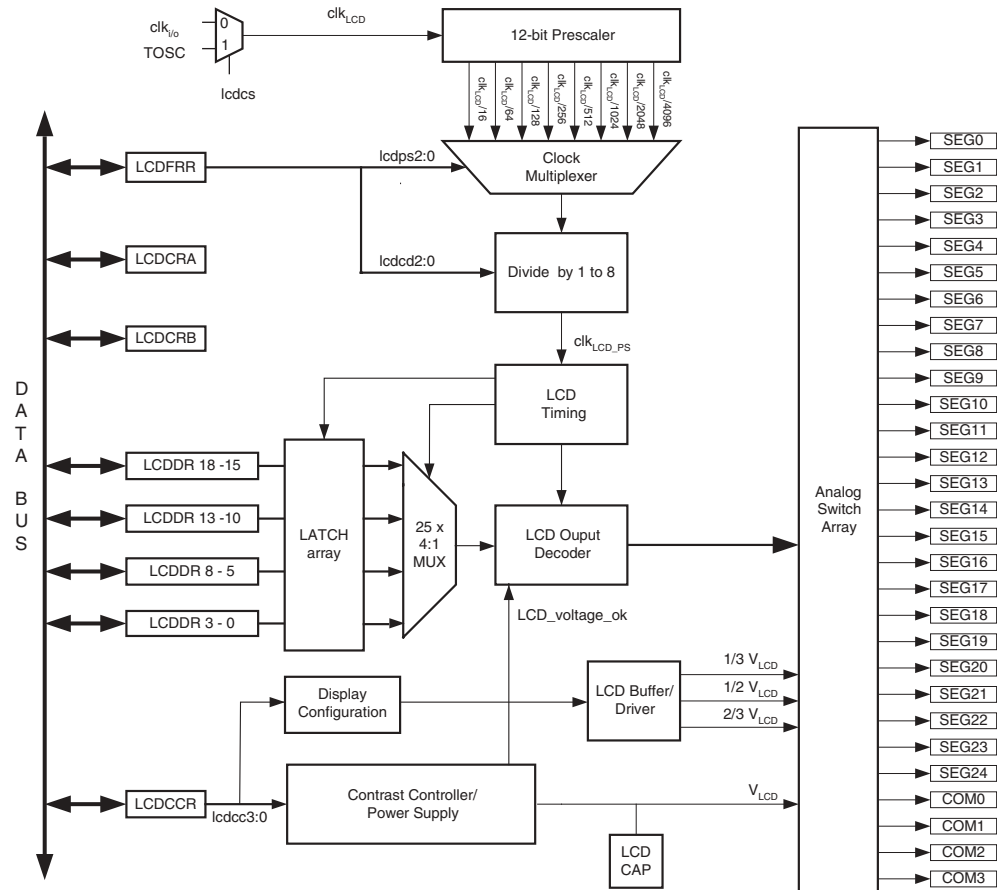 clk_i/o
0
TOSC
1
lcdcs
clk_LCD
12-bit Prescaler
clk_LCD/16
clk_LCD/64
clk_LCD/128
clk_LCD/256
clk_LCD/512
clk_LCD/1024
clk_LCD/2048
clk_LCD/4096
LCDFRR
lcdps2:0
Clock
Multiplexer
LCDCRA
lcdcd2:0
Divide by 1 to 8
LCDCRB
clk_LCD_PS
LCD
Timing
DATA BUS
LCDDR 18 -15
LCDDR 13 -10
LCDDR 8 - 5
LCDDR 3 - 0
LATCH
array
25 x
4:1
MUX
LCD Ouput
Decoder
LCD_voltage_ok
Display
Configuration
LCD Buffer/
Driver
1/3 V_LCD
1/2 V_LCD
2/3 V_LCD
LCDCCR
lcdcc3:0
Contrast Controller/
Power Supply
V_LCD
LCD
CAP
Analog
Switch
Array
SEG0
SEG1
SEG2
SEG3
SEG4
SEG5
SEG6
SEG7
SEG8
SEG9
SEG10
SEG11
SEG12
SEG13
SEG14
SEG15
SEG16
SEG17
SEG18
SEG19
SEG20
SEG21
SEG22
SEG23
SEG24
COM0
COM1
COM2
COM3